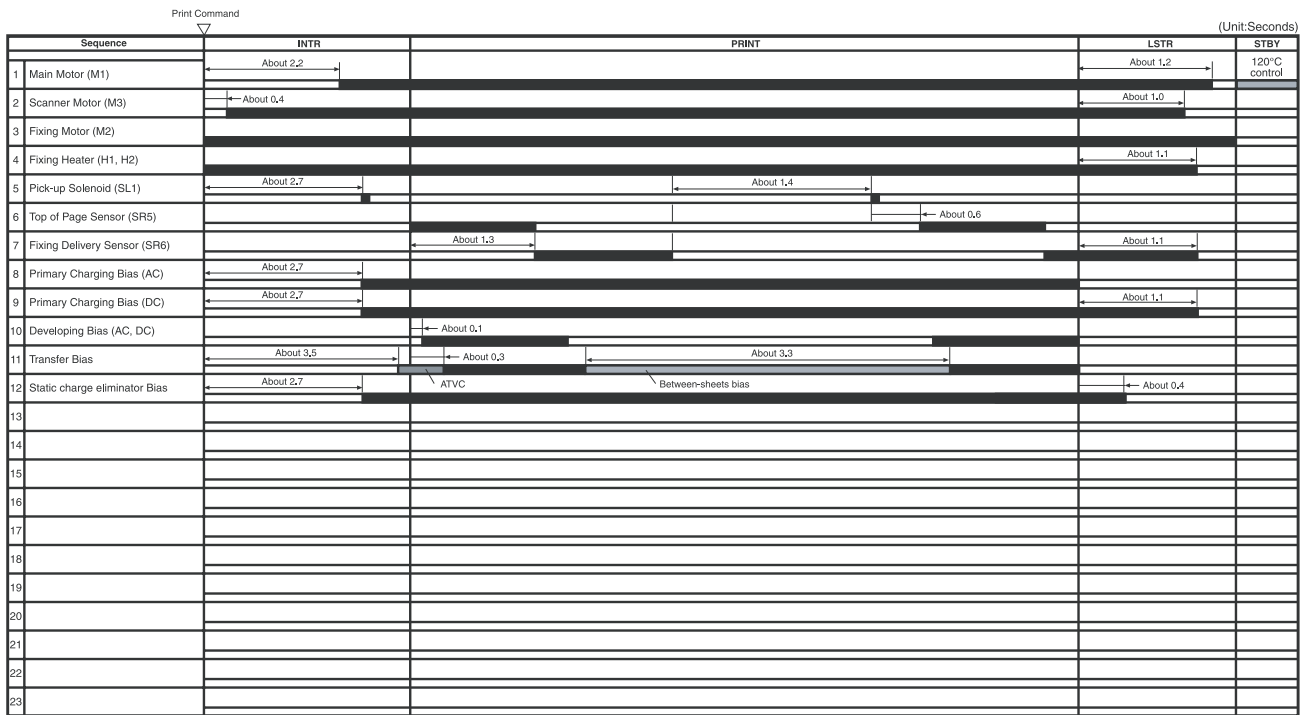 Print Command
(Unit:Seconds)
Sequence INTR PRINT LSTR STBY
1 Main Motor (M1) About 2.2 About 1.2 120°C control
2 Scanner Motor (M3) About 0.4 About 1.0
3 Fixing Motor (M2)
4 Fixing Heater (H1, H2) About 1.1
5 Pick-up Solenoid (SL1) About 2.7 About 1.4
6 Top of Page Sensor (SR5) About 0.6
7 Fixing Delivery Sensor (SR6) About 1.3 About 1.1
8 Primary Charging Bias (AC) About 2.7
9 Primary Charging Bias (DC) About 2.7 About 1.1
10 Developing Bias (AC, DC) About 0.1
11 Transfer Bias About 3.5 About 0.3 About 3.3
ATVC Between-sheets bias
12 Static charge eliminator Bias About 2.7 About 0.4
13
14
15
16
17
18
19
20
21
22
23